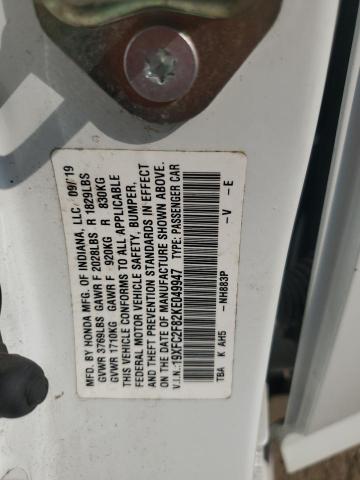 MFD. BY HONDA MFG. OF INDIANA, LLC 09/19
GVWR 3769LBS GAWR F 2028LBS R 1829LBS
GVWR 1710KG GAWR F 920KG R 830KG
THIS VEHICLE CONFORMS TO ALL APPLICABLE
FEDERAL MOTOR VEHICLE SAFETY, BUMPER,
AND THEFT PREVENTION STANDARDS IN EFFECT
ON THE DATE OF MANUFACTURE SHOWN ABOVE.
V.I.N.:19XFC2F82KE049947 TYPE: PASSENGER CAR
-NH883P -V -E
TBA K AH5